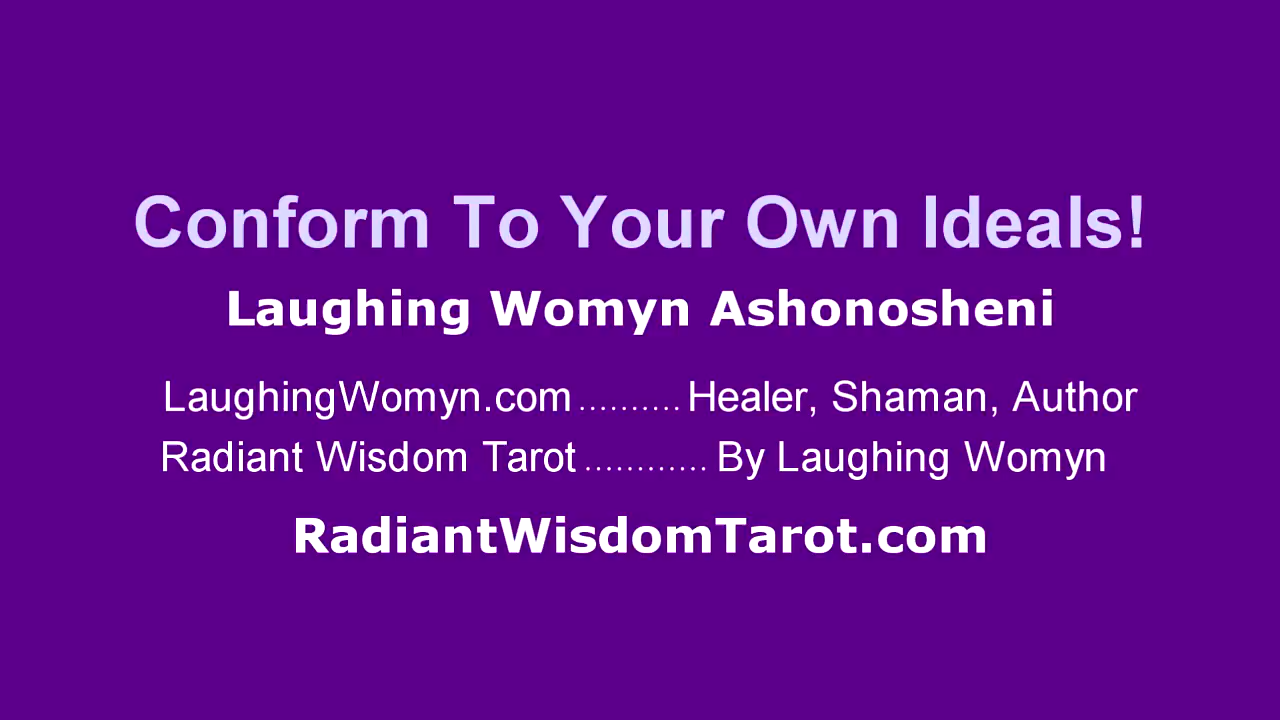 Conform To Your Own Ideals!
Laughing Womyn Ashonosheni
LaughingWomyn.com .......... Healer, Shaman, Author
Radiant Wisdom Tarot ............ By Laughing Womyn
RadiantWisdomTarot.com